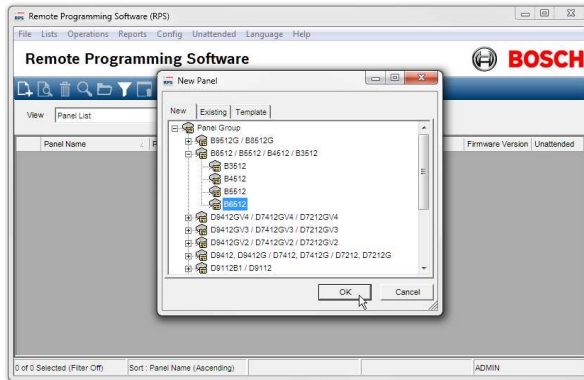 RPS Remote Programming Software (RPS)
File Lists Operations Reports Config Unattended Language Help
Remote Programming Software
BOSCH
View Panel List
Panel Name
P
Firmware Version Unattended
RPS New Panel
New Existing Template
Panel Group
B9512G / B8512G
B6512 / B5512 / B4512 / B3512
B3512
B4512
B5512
B6512
D9412GV4 / D7412GV4 / D7212GV4
D9412GV3 / D7412GV3 / D7212GV3
D9412GV2 / D7412GV2 / D7212GV2
D9412, D9412G / D7412, D7412G / D7212, D7212G
D9112B1 / D9112
OK Cancel
0 of 0 Selected (Filter Off) Sort : Panel Name (Ascending) ADMIN